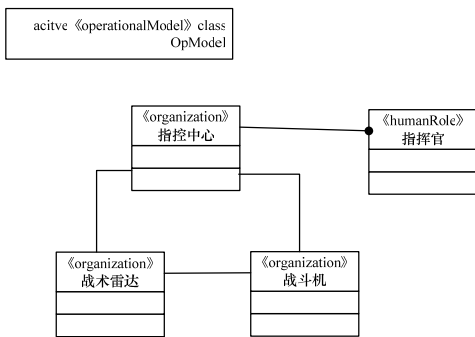 acitve《operationalModel》class
OpModel
《organization》
指控中心
《humanRole》
指挥官
《organization》
战术雷达
《organization》
战斗机